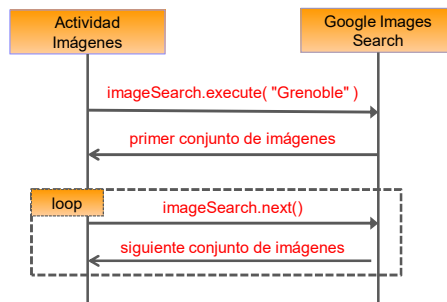 Actividad
Imágenes
Google Images
Search
imageSearch.execute( "Grenoble" )
primer conjunto de imágenes
loop
imageSearch.next()
siguiente conjunto de imágenes